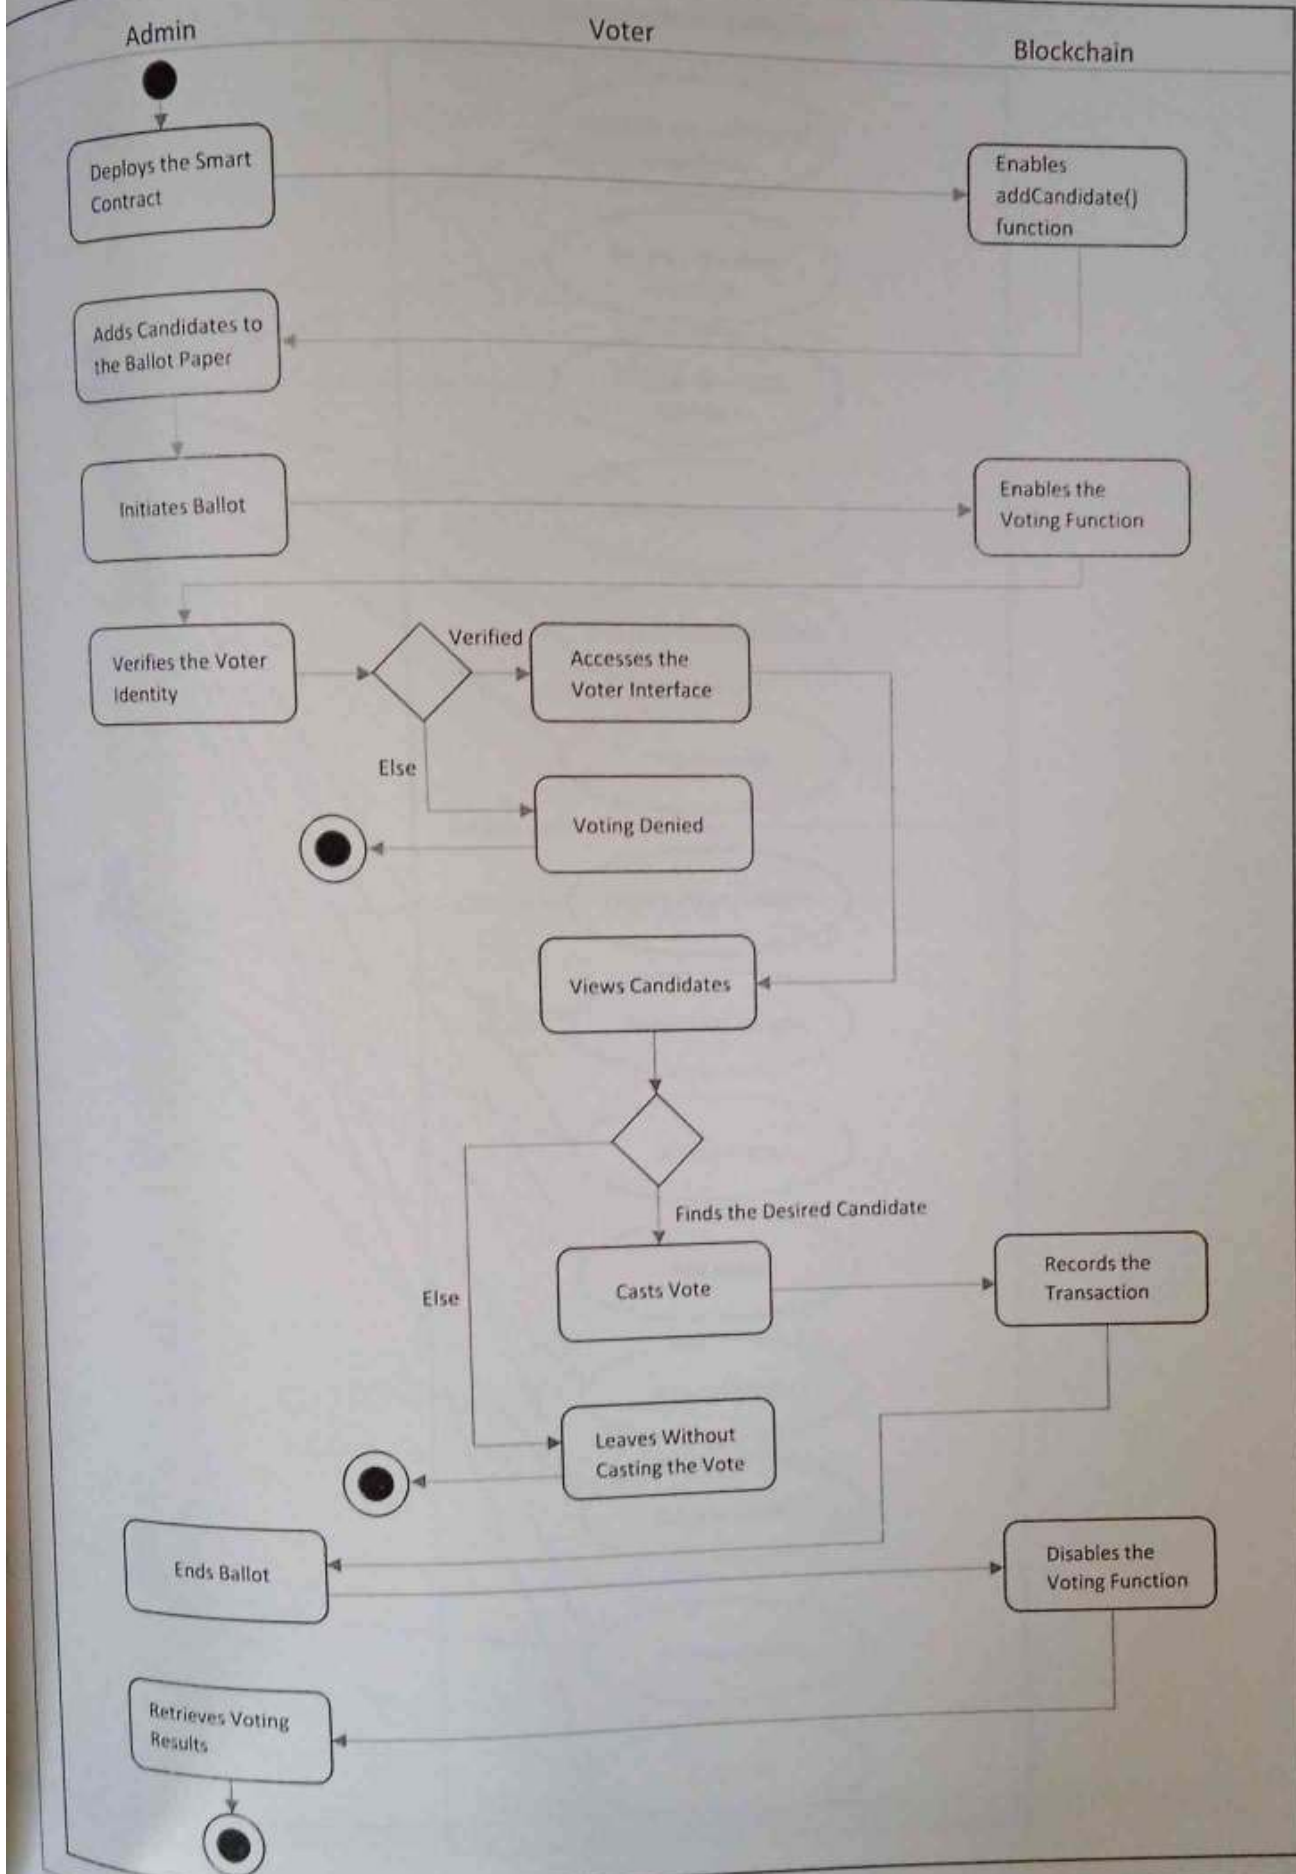 Admin
Voter
Blockchain
Deploys the Smart
Contract
Enables
addCandidate()
function
Adds Candidates to
the Ballot Paper
Initiates Ballot
Enables the
Voting Function
Verifies the Voter
Identity
Verified
Accesses the
Voter Interface
Else
Voting Denied
Views Candidates
Finds the Desired Candidate
Else
Casts Vote
Records the
Transaction
Leaves Without
Casting the Vote
Ends Ballot
Disables the
Voting Function
Retrieves Voting
Results